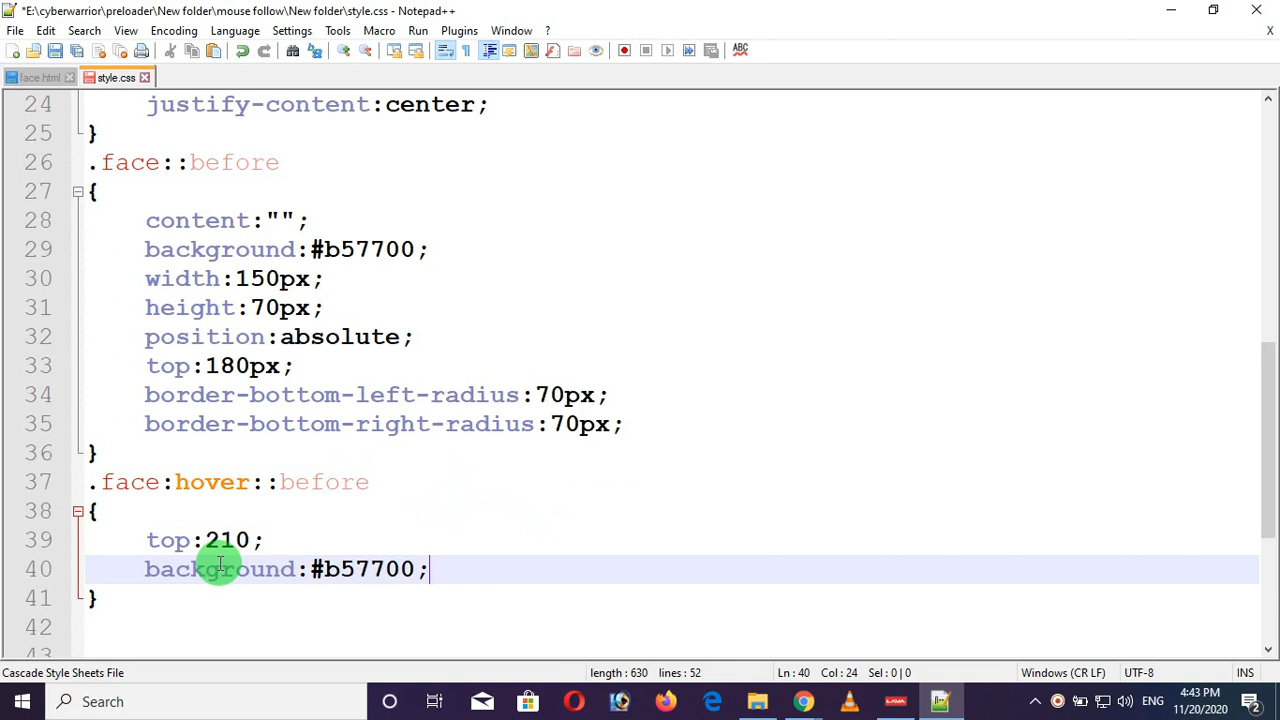 *E:\cyberwarrior\preloader\New folder\mouse follow\New folder\style.css - Notepad++
File Edit Search View Encoding Language Settings Tools Macro Run Plugins Window ? X
face.html style.css
24 justify-content:center;
25 }
26 .face::before
27 {
28 content:"";
29 background:#b57700;
30 width:150px;
31 height:70px;
32 position:absolute;
33 top:180px;
34 border-bottom-left-radius:70px;
35 border-bottom-right-radius:70px;
36 }
37 .face:hover::before
38 {
39 top:210;
40 background:#b57700;
41 }
42
43
Cascade Style Sheets File length : 630 lines : 52 Ln : 40 Col : 24 Sel : 0 | 0 Windows (CR LF) UTF-8 INS
Search ENG 4:43 PM
11/20/2020 2